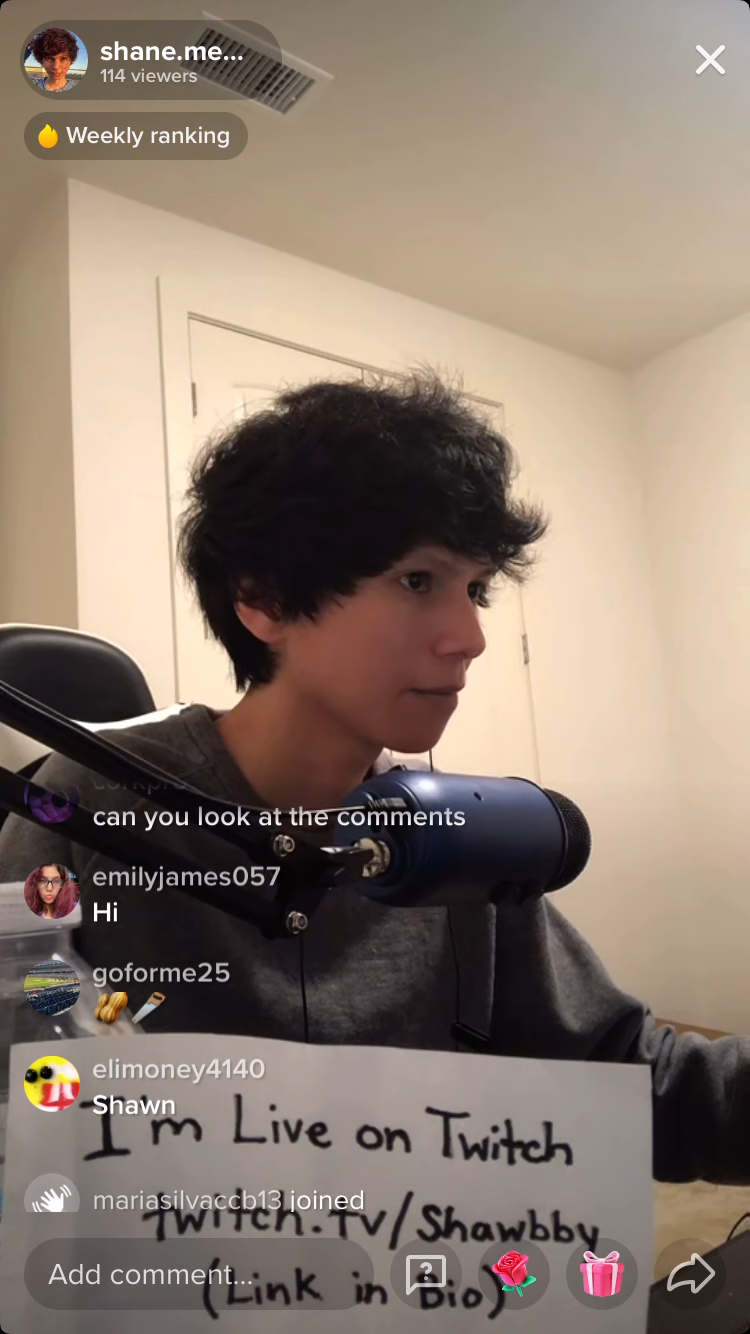 shane.me...
114 viewers
Weekly ranking
can you look at the comments
emilyjames057
Hi
goforme25
elimoney4140
Shawn
I'm Live on Twitch
mariasilvaccb13 joined
twitch.tv/Shawbby
Add comment...
(Link in Bio)